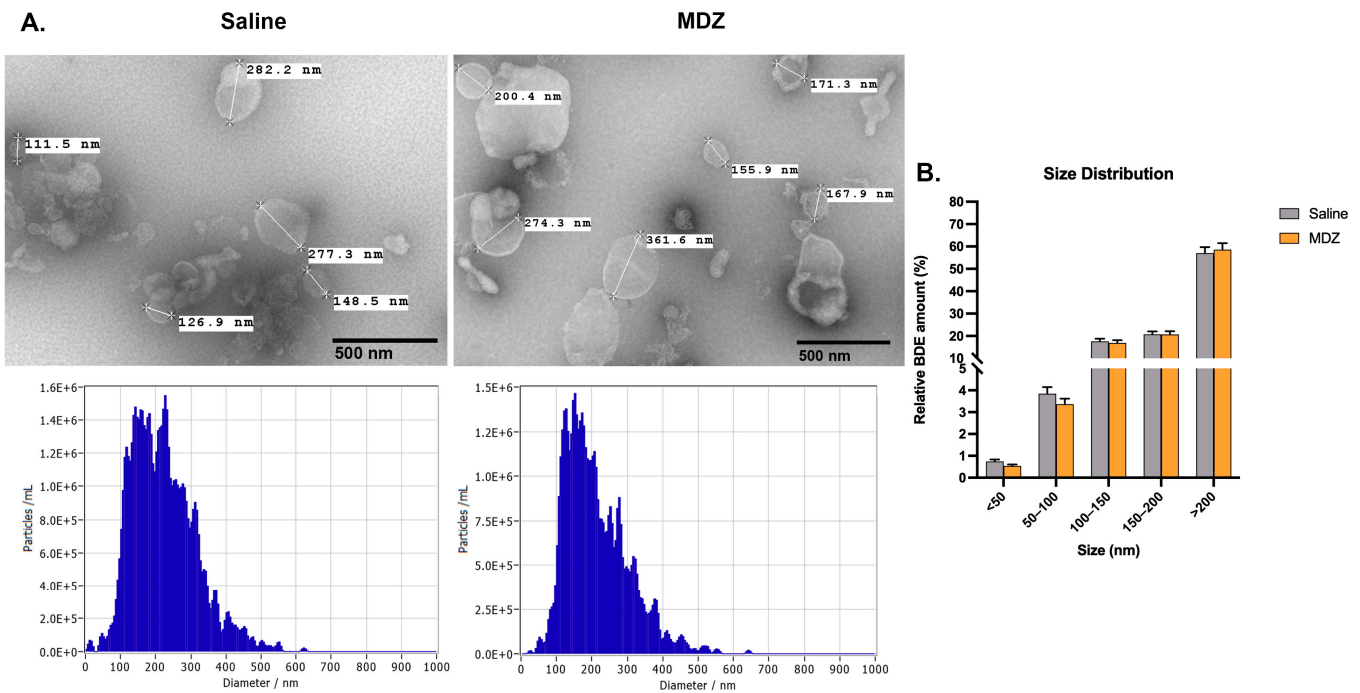 A.
Saline
MDZ
282.2 nm
111.5 nm
277.3 nm
148.5 nm
126.9 nm
500 nm
200.4 nm
171.3 nm
155.9 nm
167.9 nm
274.3 nm
361.6 nm
500 nm
1.6E+6
1.4E+6
1.2E+6
1.0E+6
8.0E+5
6.0E+5
4.0E+5
2.0E+5
0.0E+0
Particles /mL
0 100 200 300 400 500 600 700 800 900 1000
Diameter / nm
1.5E+6
1.2E+6
1.0E+6
7.5E+5
5.0E+5
2.5E+5
0.0E+0
Particles /mL
0 100 200 300 400 500 600 700 800 900 1000
Diameter / nm
B.
Size Distribution
Saline
MDZ
Relative BDE amount (%)
80
70
60
50
40
30
20
10
5
4
3
2
1
0
<50 50–100 100–150 150–200 >200
Size (nm)